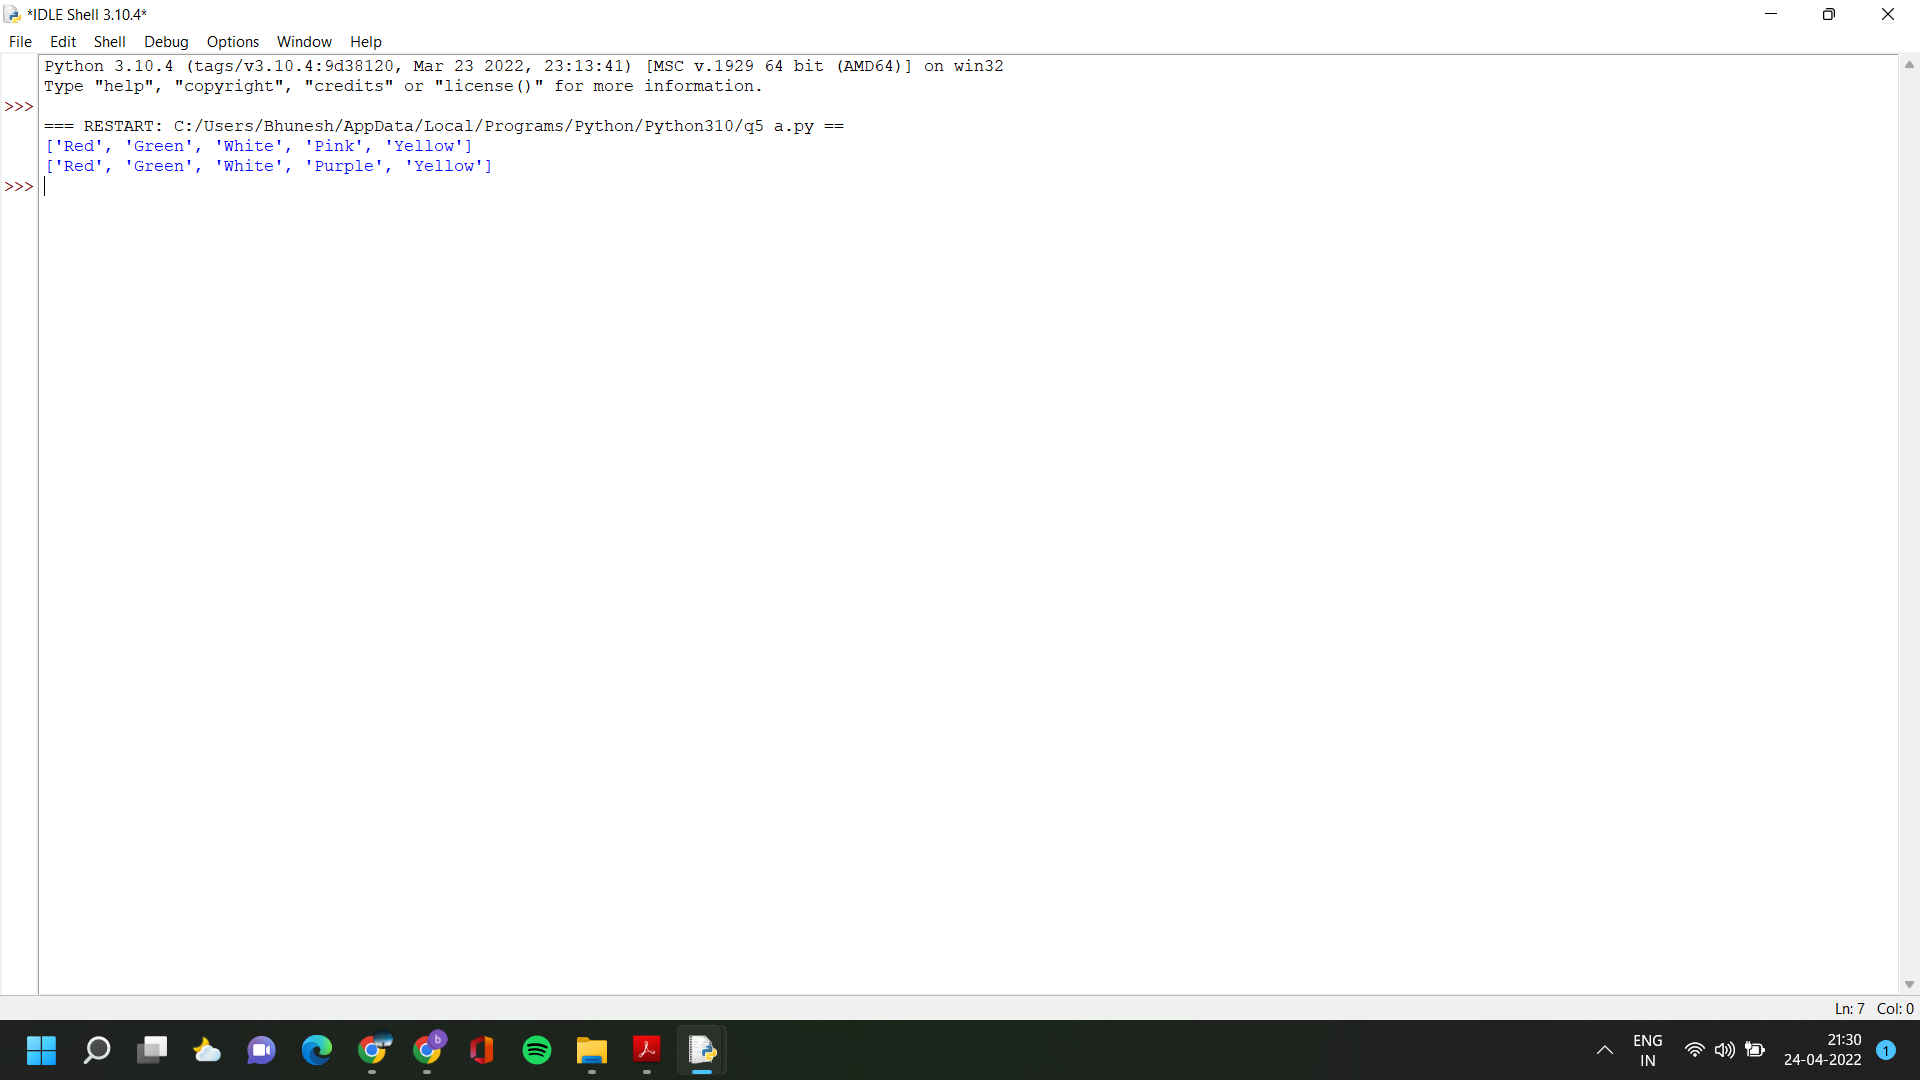 *IDLE Shell 3.10.4*
File Edit Shell Debug Options Window Help
Python 3.10.4 (tags/v3.10.4:9d38120, Mar 23 2022, 23:13:41) [MSC v.1929 64 bit (AMD64)] on win32
Type "help", "copyright", "credits" or "license()" for more information.
>>>
=== RESTART: C:/Users/Bhunesh/AppData/Local/Programs/Python/Python310/q5 a.py ==
['Red', 'Green', 'White', 'Pink', 'Yellow']
['Red', 'Green', 'White', 'Purple', 'Yellow']
>>>
Ln: 7 Col: 0
b
ENG
IN
21:30
24-04-2022
1